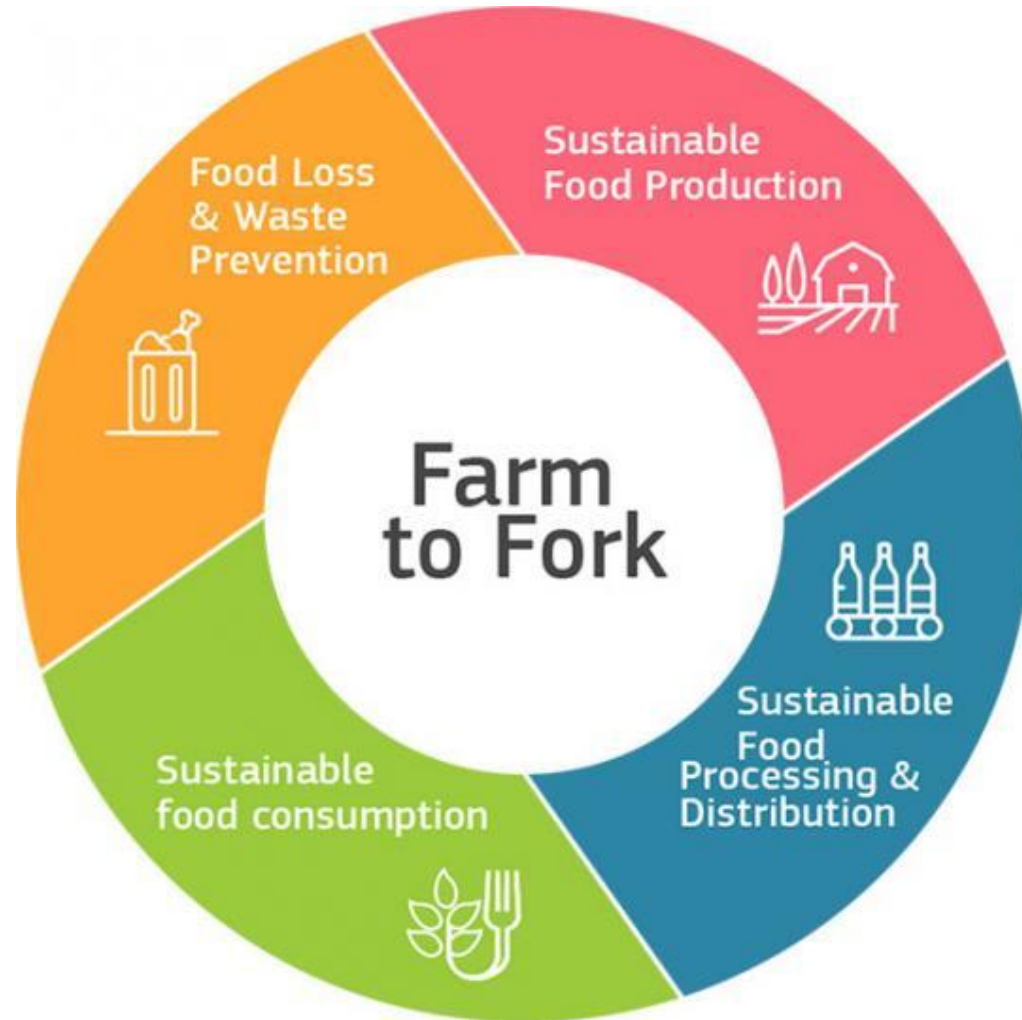 Sustainable
Food Production
Food Loss
& Waste
Prevention
Farm
to Fork
Sustainable
Food
Processing &
Distribution
Sustainable
food consumption